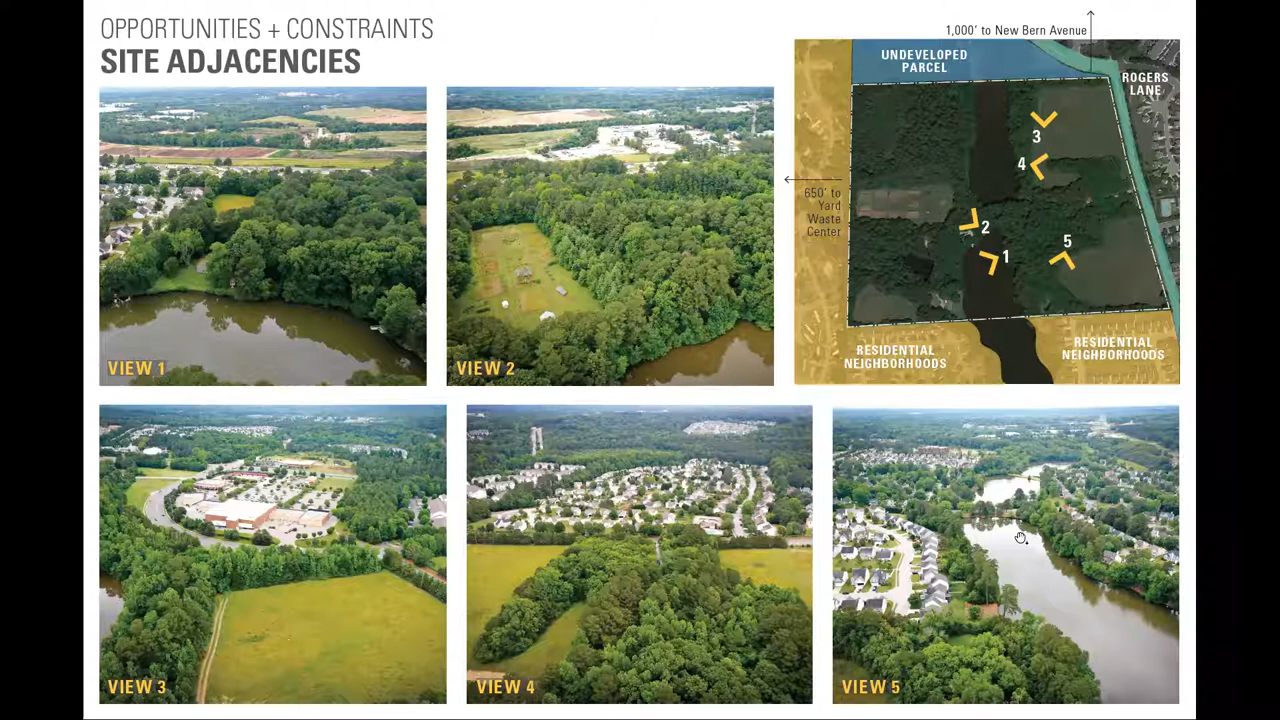 OPPORTUNITIES + CONSTRAINTS
SITE ADJACENCIES
1,000' to New Bern Avenue
UNDEVELOPED
PARCEL
ROGERS
LANE
3
4
650' to
Yard
Waste
Center
2
1
5
RESIDENTIAL
NEIGHBORHOODS
RESIDENTIAL
NEIGHBORHOODS
VIEW 1
VIEW 2
VIEW 3
VIEW 4
VIEW 5